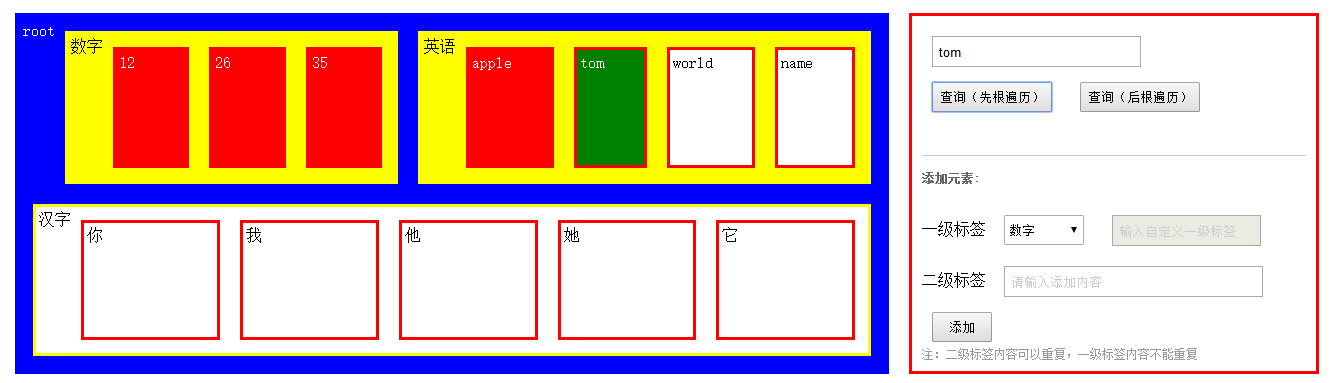 root
数字
12
26
35
英语
apple
tom
world
name
汉字
你
我
他
她
它
tom
查询（先根遍历）
查询（后根遍历）
添加元素：
一级标签
数字
输入自定义一级标签
二级标签
请输入添加内容
添加
注：二级标签内容可以重复，一级标签内容不能重复